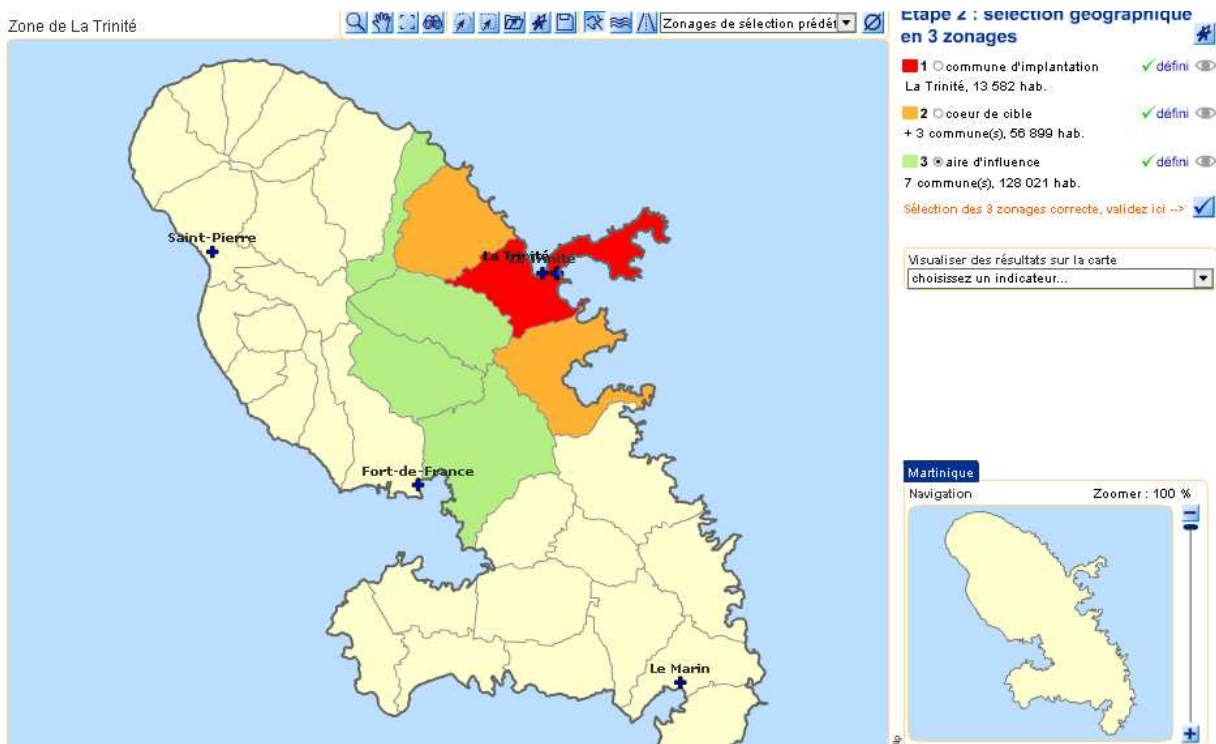 Zone de La Trinité
Zonages de sélection prédét
Etape 2 : sélection géographique
en 3 zonages
1 commune d'implantation
défini
La Trinité, 13 582 hab.
2 coeur de cible
défini
+ 3 commune(s), 56 899 hab.
3 aire d'influence
défini
7 commune(s), 128 021 hab.
Sélection des 3 zonages correcte, validez ici -->
Visualiser des résultats sur la carte
choisissez un indicateur...
Saint-Pierre
La Trinité
Fort-de-France
Le Marin
Martinique
Navigation
Zoomer : 100 %